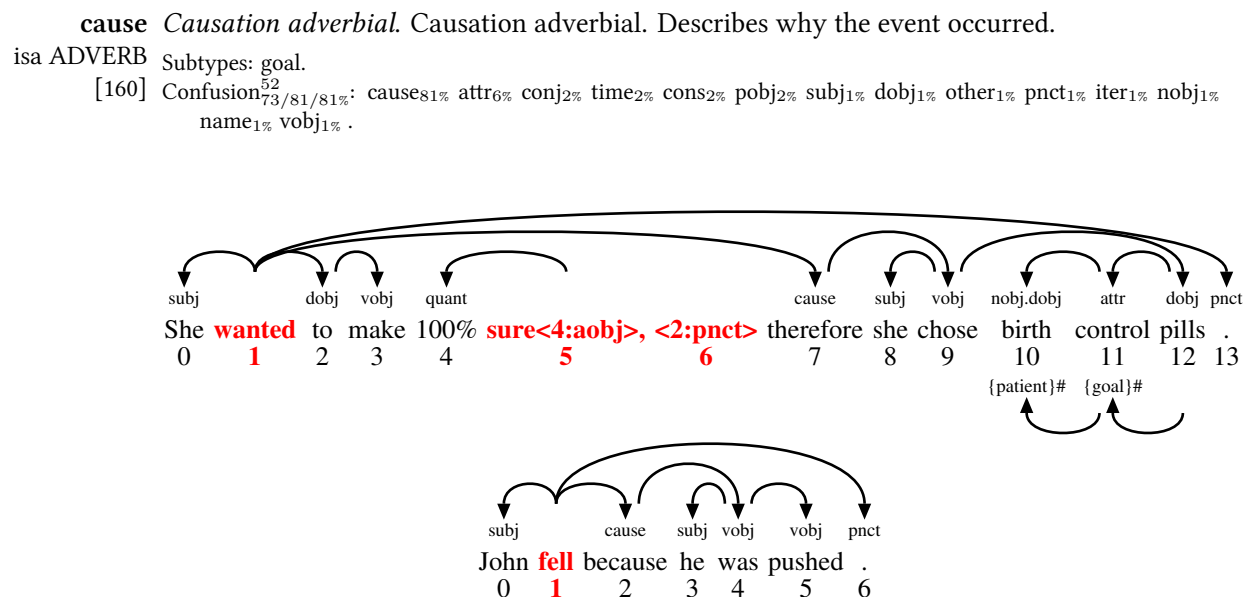 cause Causation adverbial. Causation adverbial. Describes why the event occurred.
isa ADVERB Subtypes: goal.
[160] Confusion 52 73/81/81%: cause81% attr6% conj2% time2% cons2% pobj2% subj1% dobj1% other1% pnct1% iter1% nobj1%
name1% vobj1% .
subj dobj vobj quant cause subj vobj nobj.dobj attr dobj pnct
She wanted to make 100% sure<4:aobj>, <2:pnct> therefore she chose birth control pills .
0 1 2 3 4 5 6 7 8 9 10 11 12 13
{patient}# {goal}#
subj cause subj vobj vobj pnct
John fell because he was pushed .
0 1 2 3 4 5 6